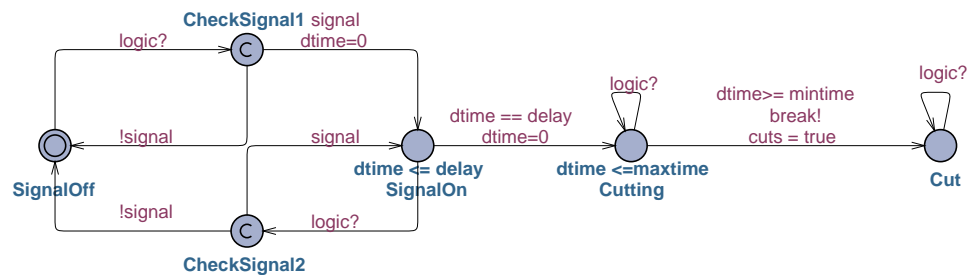 CheckSignal1
signal
logic?
dtime=0
logic?
logic?
dtime>= mintime
dtime == delay
break!
!signal
signal
dtime=0
cuts = true
dtime <= delay
dtime <=maxtime
SignalOff
SignalOn
Cutting
Cut
!signal
logic?
C
C
CheckSignal2